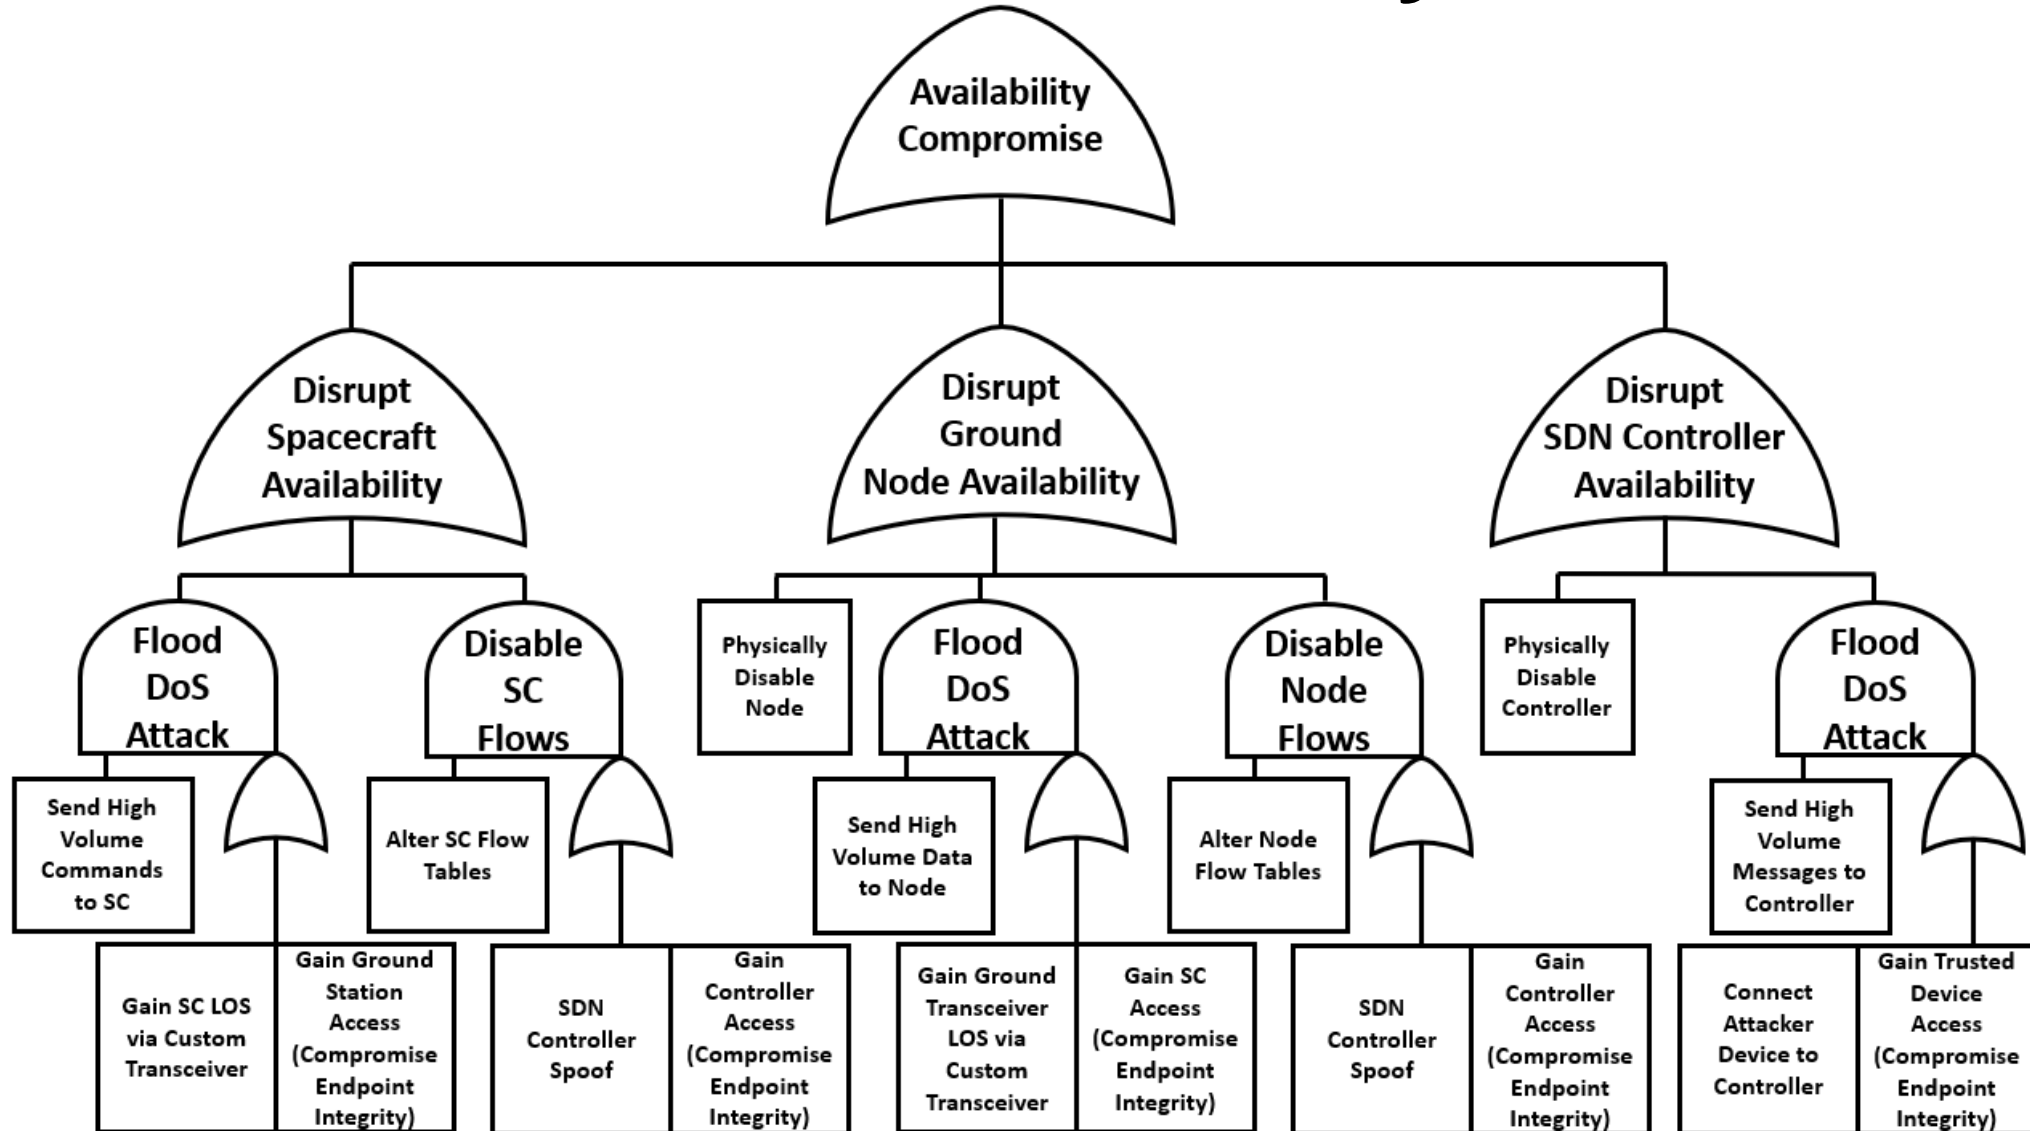 Availability
Compromise
Disrupt
Spacecraft
Availability
Disrupt
Ground
Node Availability
Disrupt
SDN Controller
Availability
Flood
DoS
Attack
Disable
SC
Flows
Physically
Disable
Node
Flood
DoS
Attack
Disable
Node
Flows
Physically
Disable
Controller
Flood
DoS
Attack
Send High
Volume
Commands
to SC
Alter SC Flow
Tables
Send High
Volume Data
to Node
Alter Node
Flow Tables
Send High
Volume
Messages to
Controller
Gain SC LOS
via Custom
Transceiver
Gain Ground
Station
Access
(Compromise
Endpoint
Integrity)
SDN
Controller
Spoof
Gain
Controller
Access
(Compromise
Endpoint
Integrity)
Gain Ground
Transceiver
LOS via
Custom
Transceiver
Gain SC
Access
(Compromise
Endpoint
Integrity)
SDN
Controller
Spoof
Gain
Controller
Access
(Compromise
Endpoint
Integrity)
Connect
Attacker
Device to
Controller
Gain Trusted
Device
Access
(Compromise
Endpoint
Integrity)